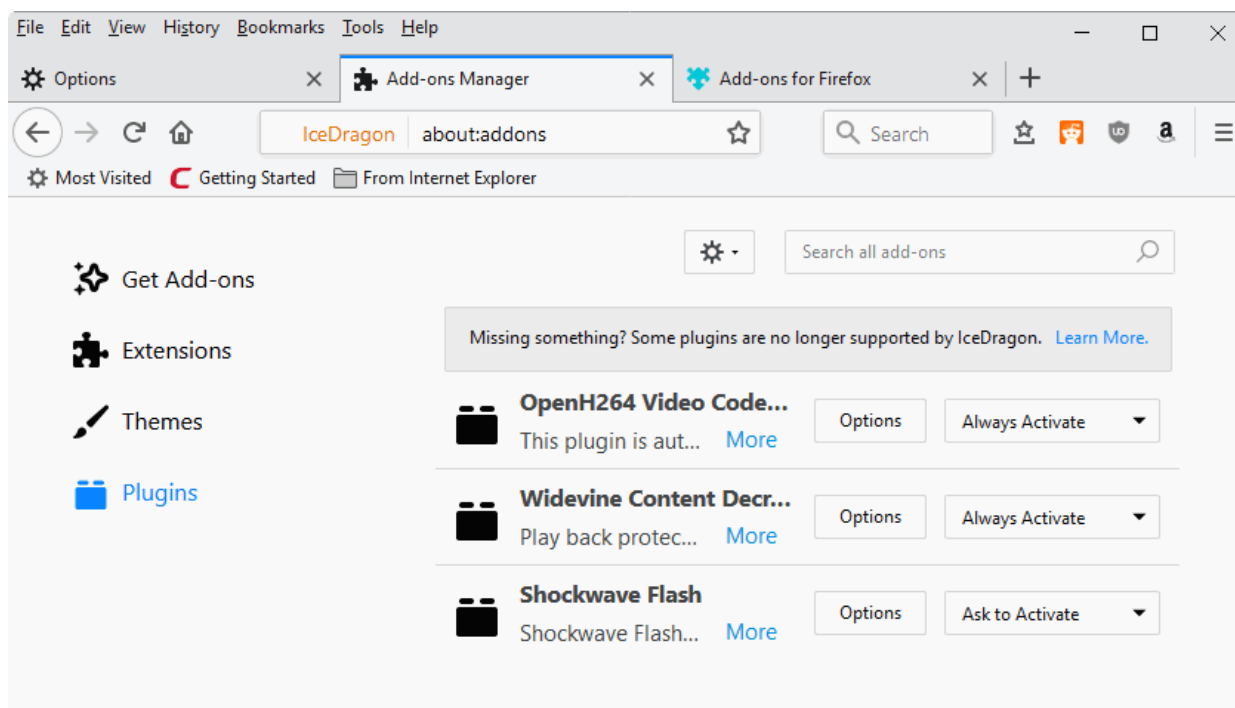 File Edit View History Bookmarks Tools Help
Options Add-ons Manager Add-ons for Firefox
IceDragon about:addons Search
Most Visited Getting Started From Internet Explorer
Search all add-ons
Get Add-ons
Missing something? Some plugins are no longer supported by IceDragon. Learn More.
Extensions
OpenH264 Video Code...
This plugin is aut... More Options Always Activate
Themes
Plugins
Widevine Content Decr...
Play back protec... More Options Always Activate
Shockwave Flash
Shockwave Flash... More Options Ask to Activate